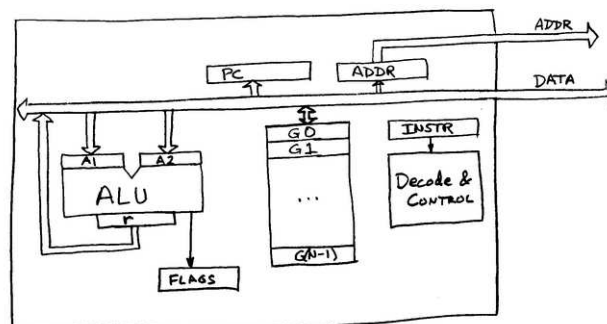 ADDR
PC
ADDR
DATA
G0
G1
INSTR
A1
A2
ALU
Decode &
CONTROL
...
r
G(N-1)
FLAGS